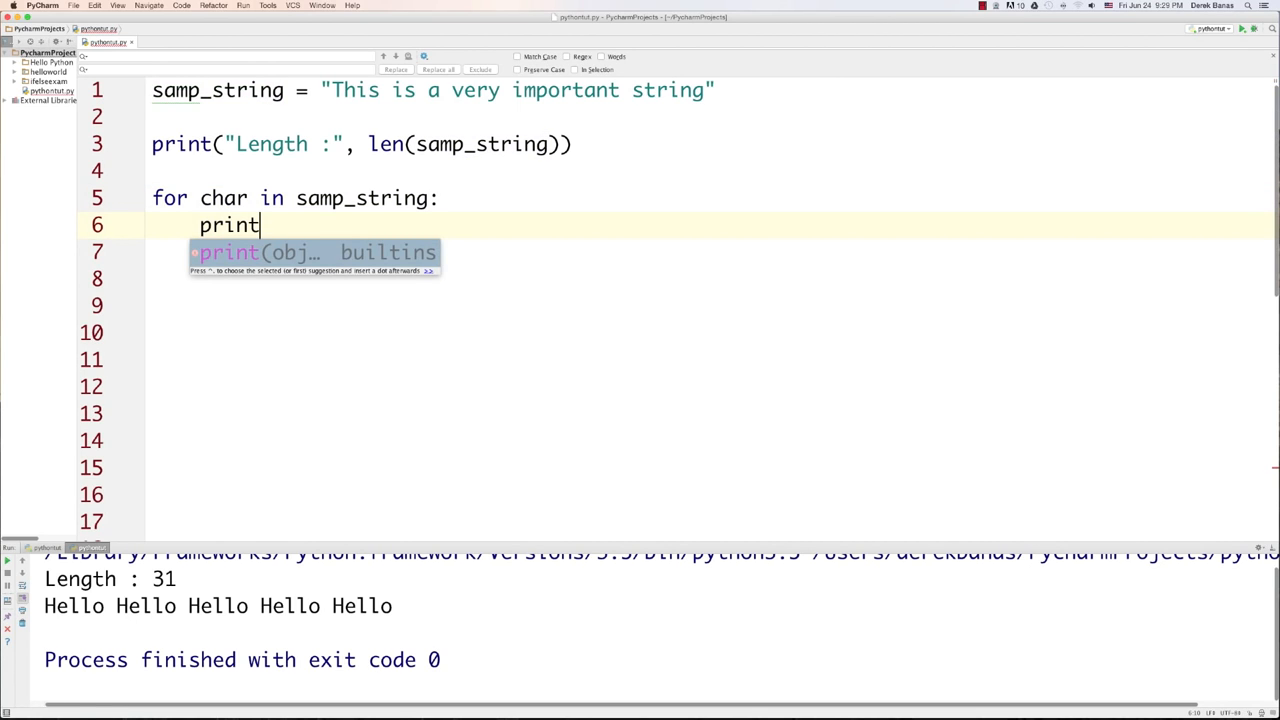 PyCharm File Edit View Navigate Code Refactor Run Tools VCS Window Help 10 Fri Jun 24 9:29 PM Derek Banas
pythontut.py - PycharmProjects - [~/PycharmProjects]
PycharmProjects pythontut.py pythontut
pythontut.py ×
PycharmProject
Match Case Regex Words
Hello Python
helloworld
Replace Replace all Exclude Preserve Case In Selection
ifelseexam
pythontut.py
External Librarie
1 samp_string = "This is a very important string"
2
3 print("Length :", len(samp_string))
4
5 for char in samp_string:
6 print
7 print(obj… builtins
Press ^. to choose the selected (or first) suggestion and insert a dot afterwards >>
8
9
10
11
12
13
14
15
16
17
Run: pythontut pythontut
/Library/Frameworks/Python.framework/Versions/3.5/bin/python3.5 /Users/derekbanas/PycharmProjects/pytho
Length : 31
Hello Hello Hello Hello Hello
Process finished with exit code 0
6:10 LF÷ UTF-8÷